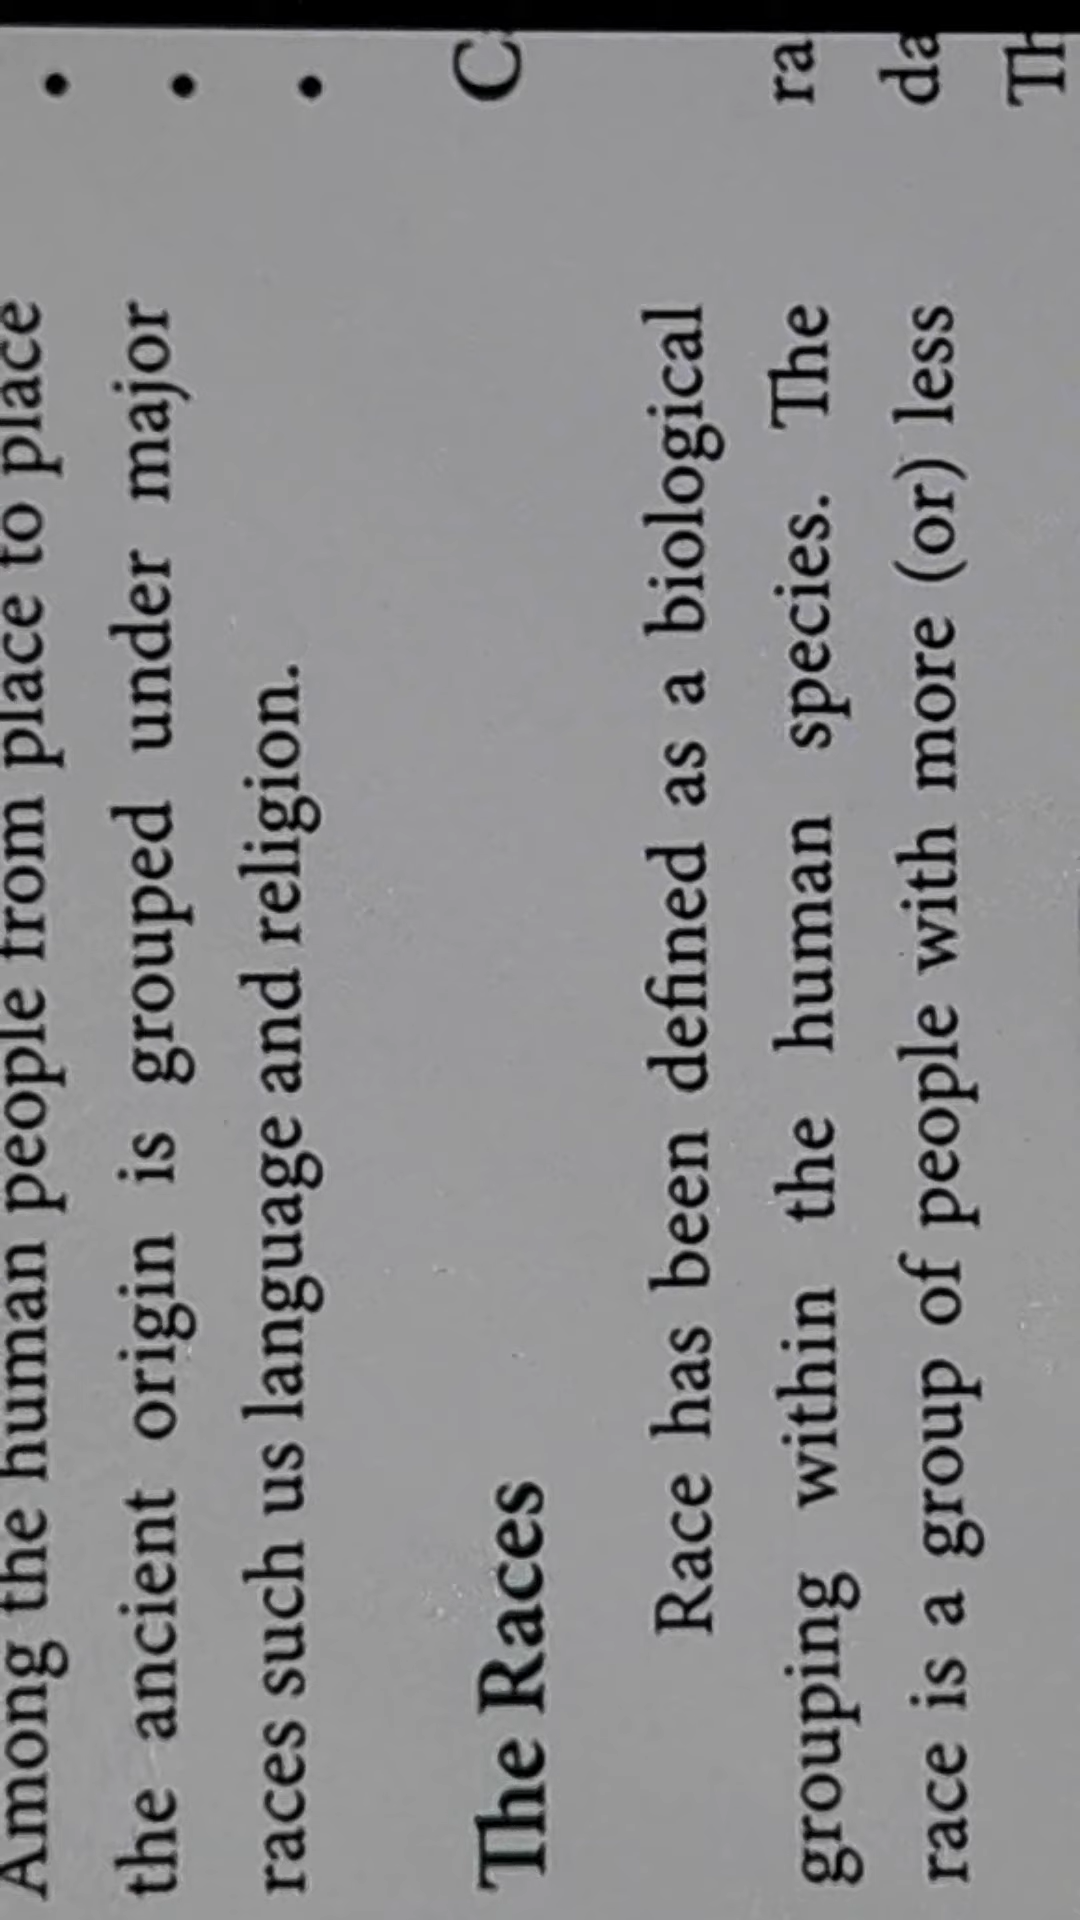 Among the human people from place to place
the ancient origin is grouped under major
races such us language and religion.
The Races
Race has been defined as a biological
grouping within the human species. The
race is a group of people with more (or) less
•
•
•